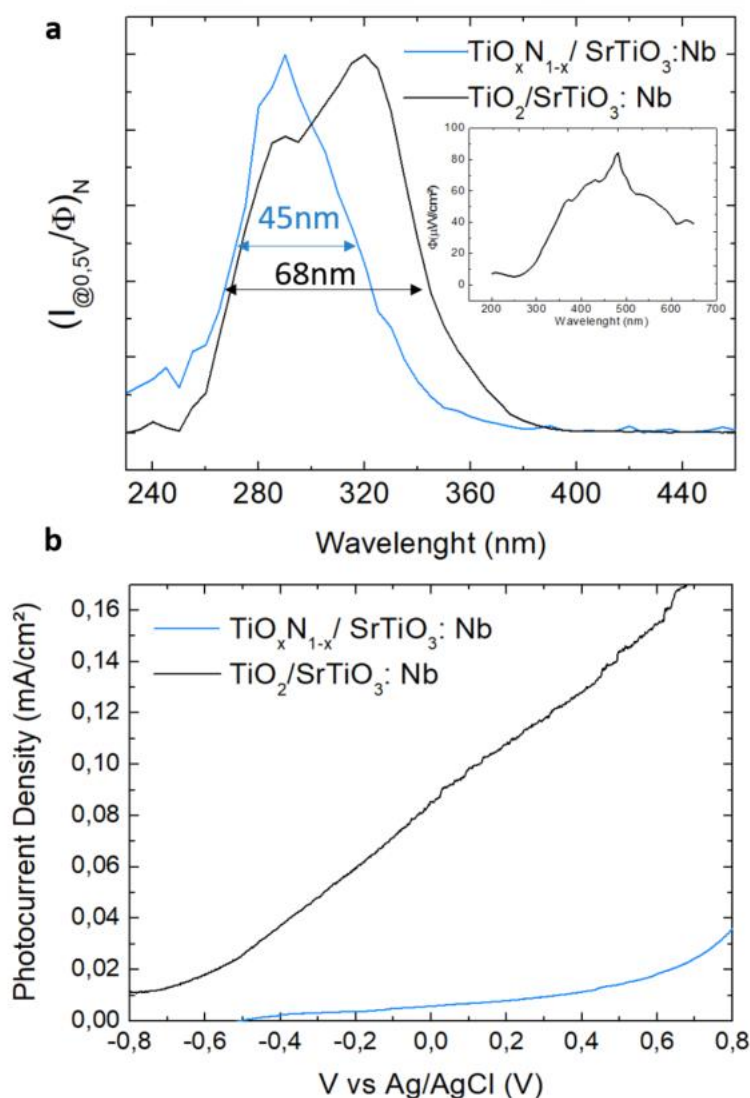 a
TiOₓN₁₋ₓ/ SrTiO₃:Nb
TiO₂/SrTiO₃: Nb
45nm
68nm
(I@0,5V/Φ)N
100
80
60
40
20
0
Φ(μW/cm²)
200 300 400 500 600 700
Wavelenght (nm)
240 280 320 360 400 440
Wavelenght (nm)
b
TiOₓN₁₋ₓ/ SrTiO₃: Nb
TiO₂/SrTiO₃: Nb
0,16
0,14
0,12
0,10
0,08
0,06
0,04
0,02
0,00
Photocurrent Density (mA/cm²)
-0,8 -0,6 -0,4 -0,2 0,0 0,2 0,4 0,6 0,8
V vs Ag/AgCl (V)